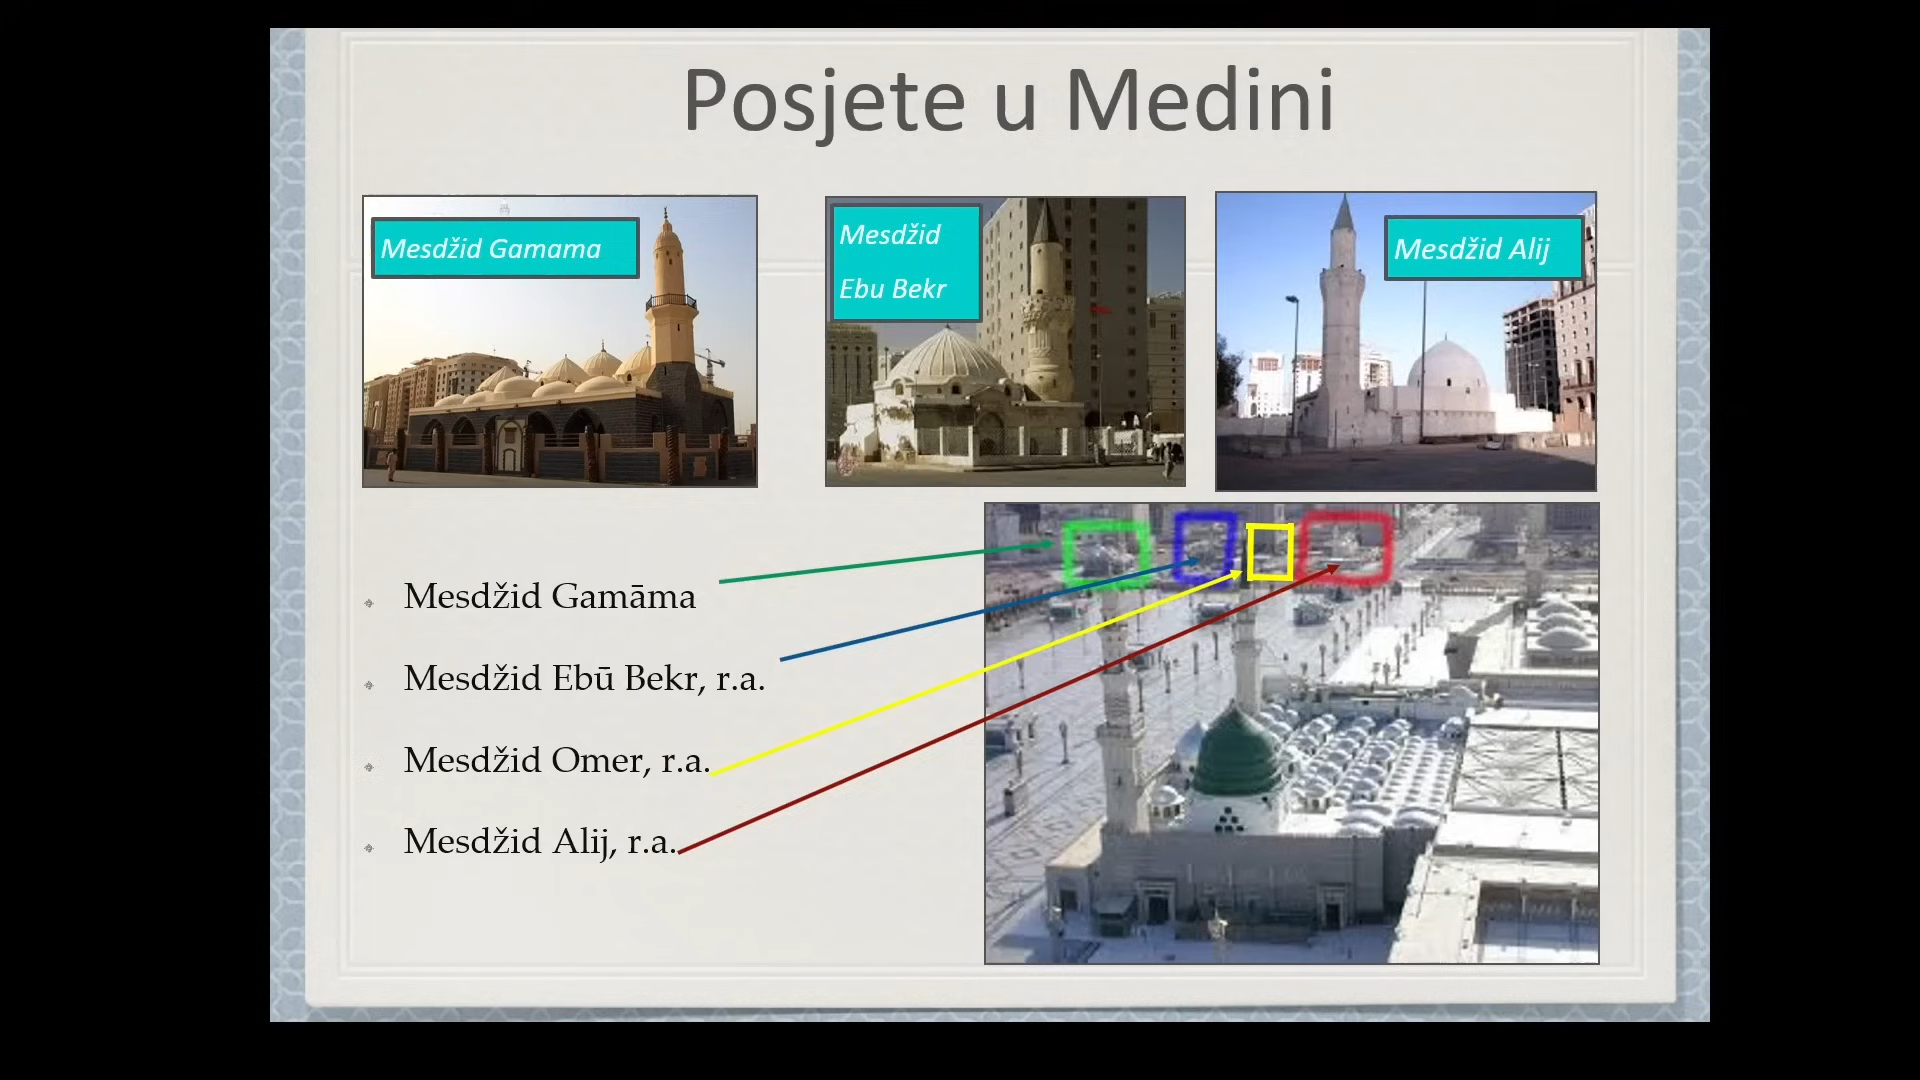 Posjete u Medini
Mesdžid Gamama
Mesdžid
Ebu Bekr
Mesdžid Alij
Mesdžid Gamāma
Mesdžid Ebū Bekr, r.a.
Mesdžid Omer, r.a.
Mesdžid Alij, r.a.